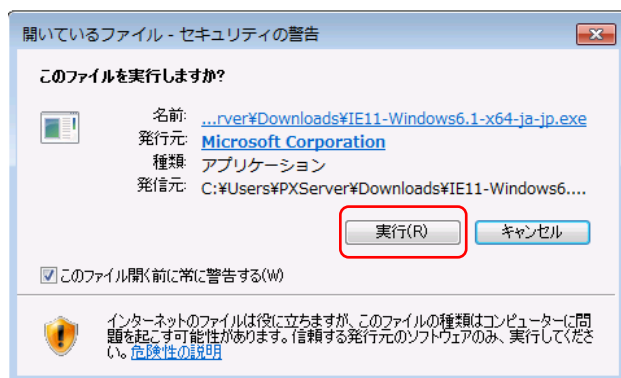 開いているファイル - セキュリティの警告
このファイルを実行しますか?
名前: ...rver¥Downloads¥IE11-Windows6.1-x64-ja-jp.exe
発行元: Microsoft Corporation
種類: アプリケーション
発信元: C:¥Users¥PXServer¥Downloads¥IE11-Windows6....
実行(R) キャンセル
このファイル開く前に常に警告する(W)
インターネットのファイルは役に立ちますが、このファイルの種類はコンピューターに問
題を起こす可能性があります。信頼する発行元のソフトウェアのみ、実行してくださ
い。危険性の説明